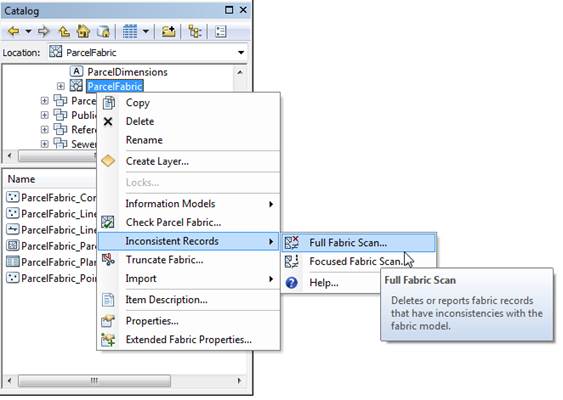 Catalog
Location: ParcelFabric
ParcelDimensions
ParcelFabric
Parce
Public
Refere
Sewer
Name
ParcelFabric_Con
ParcelFabric_Line
ParcelFabric_Line
ParcelFabric_Parc
ParcelFabric_Plan
ParcelFabric_Poin
Copy
Delete
Rename
Create Layer...
Locks...
Information Models
Check Parcel Fabric...
Inconsistent Records
Truncate Fabric...
Import
Item Description...
Properties...
Extended Fabric Properties...
Full Fabric Scan...
Focused Fabric Scan...
Help...
Full Fabric Scan
Deletes or reports fabric records
that have inconsistencies with the
fabric model.